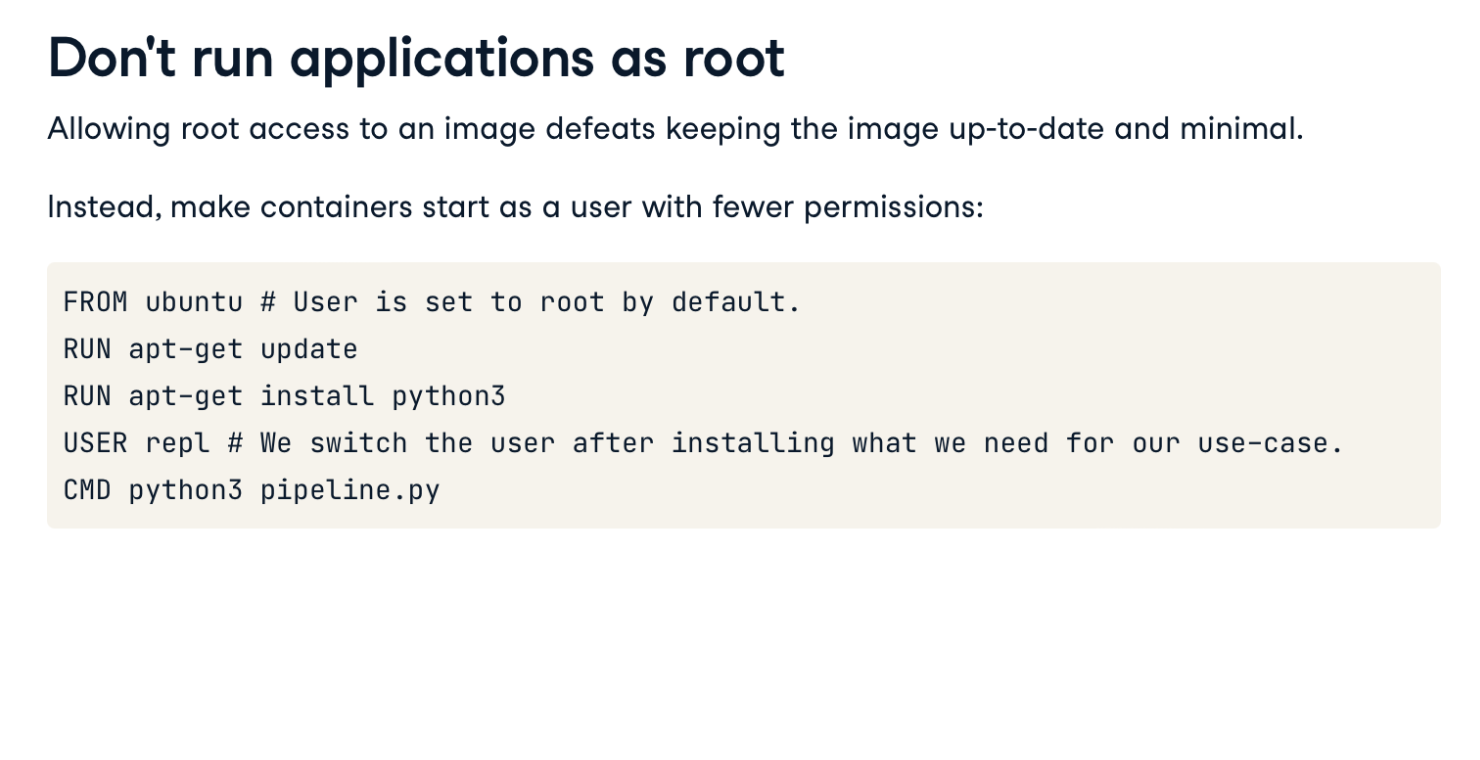 Don't run applications as root
Allowing root access to an image defeats keeping the image up-to-date and minimal.
Instead, make containers start as a user with fewer permissions:
FROM ubuntu # User is set to root by default.
RUN apt-get update
RUN apt-get install python3
USER repl # We switch the user after installing what we need for our use-case.
CMD python3 pipeline.py